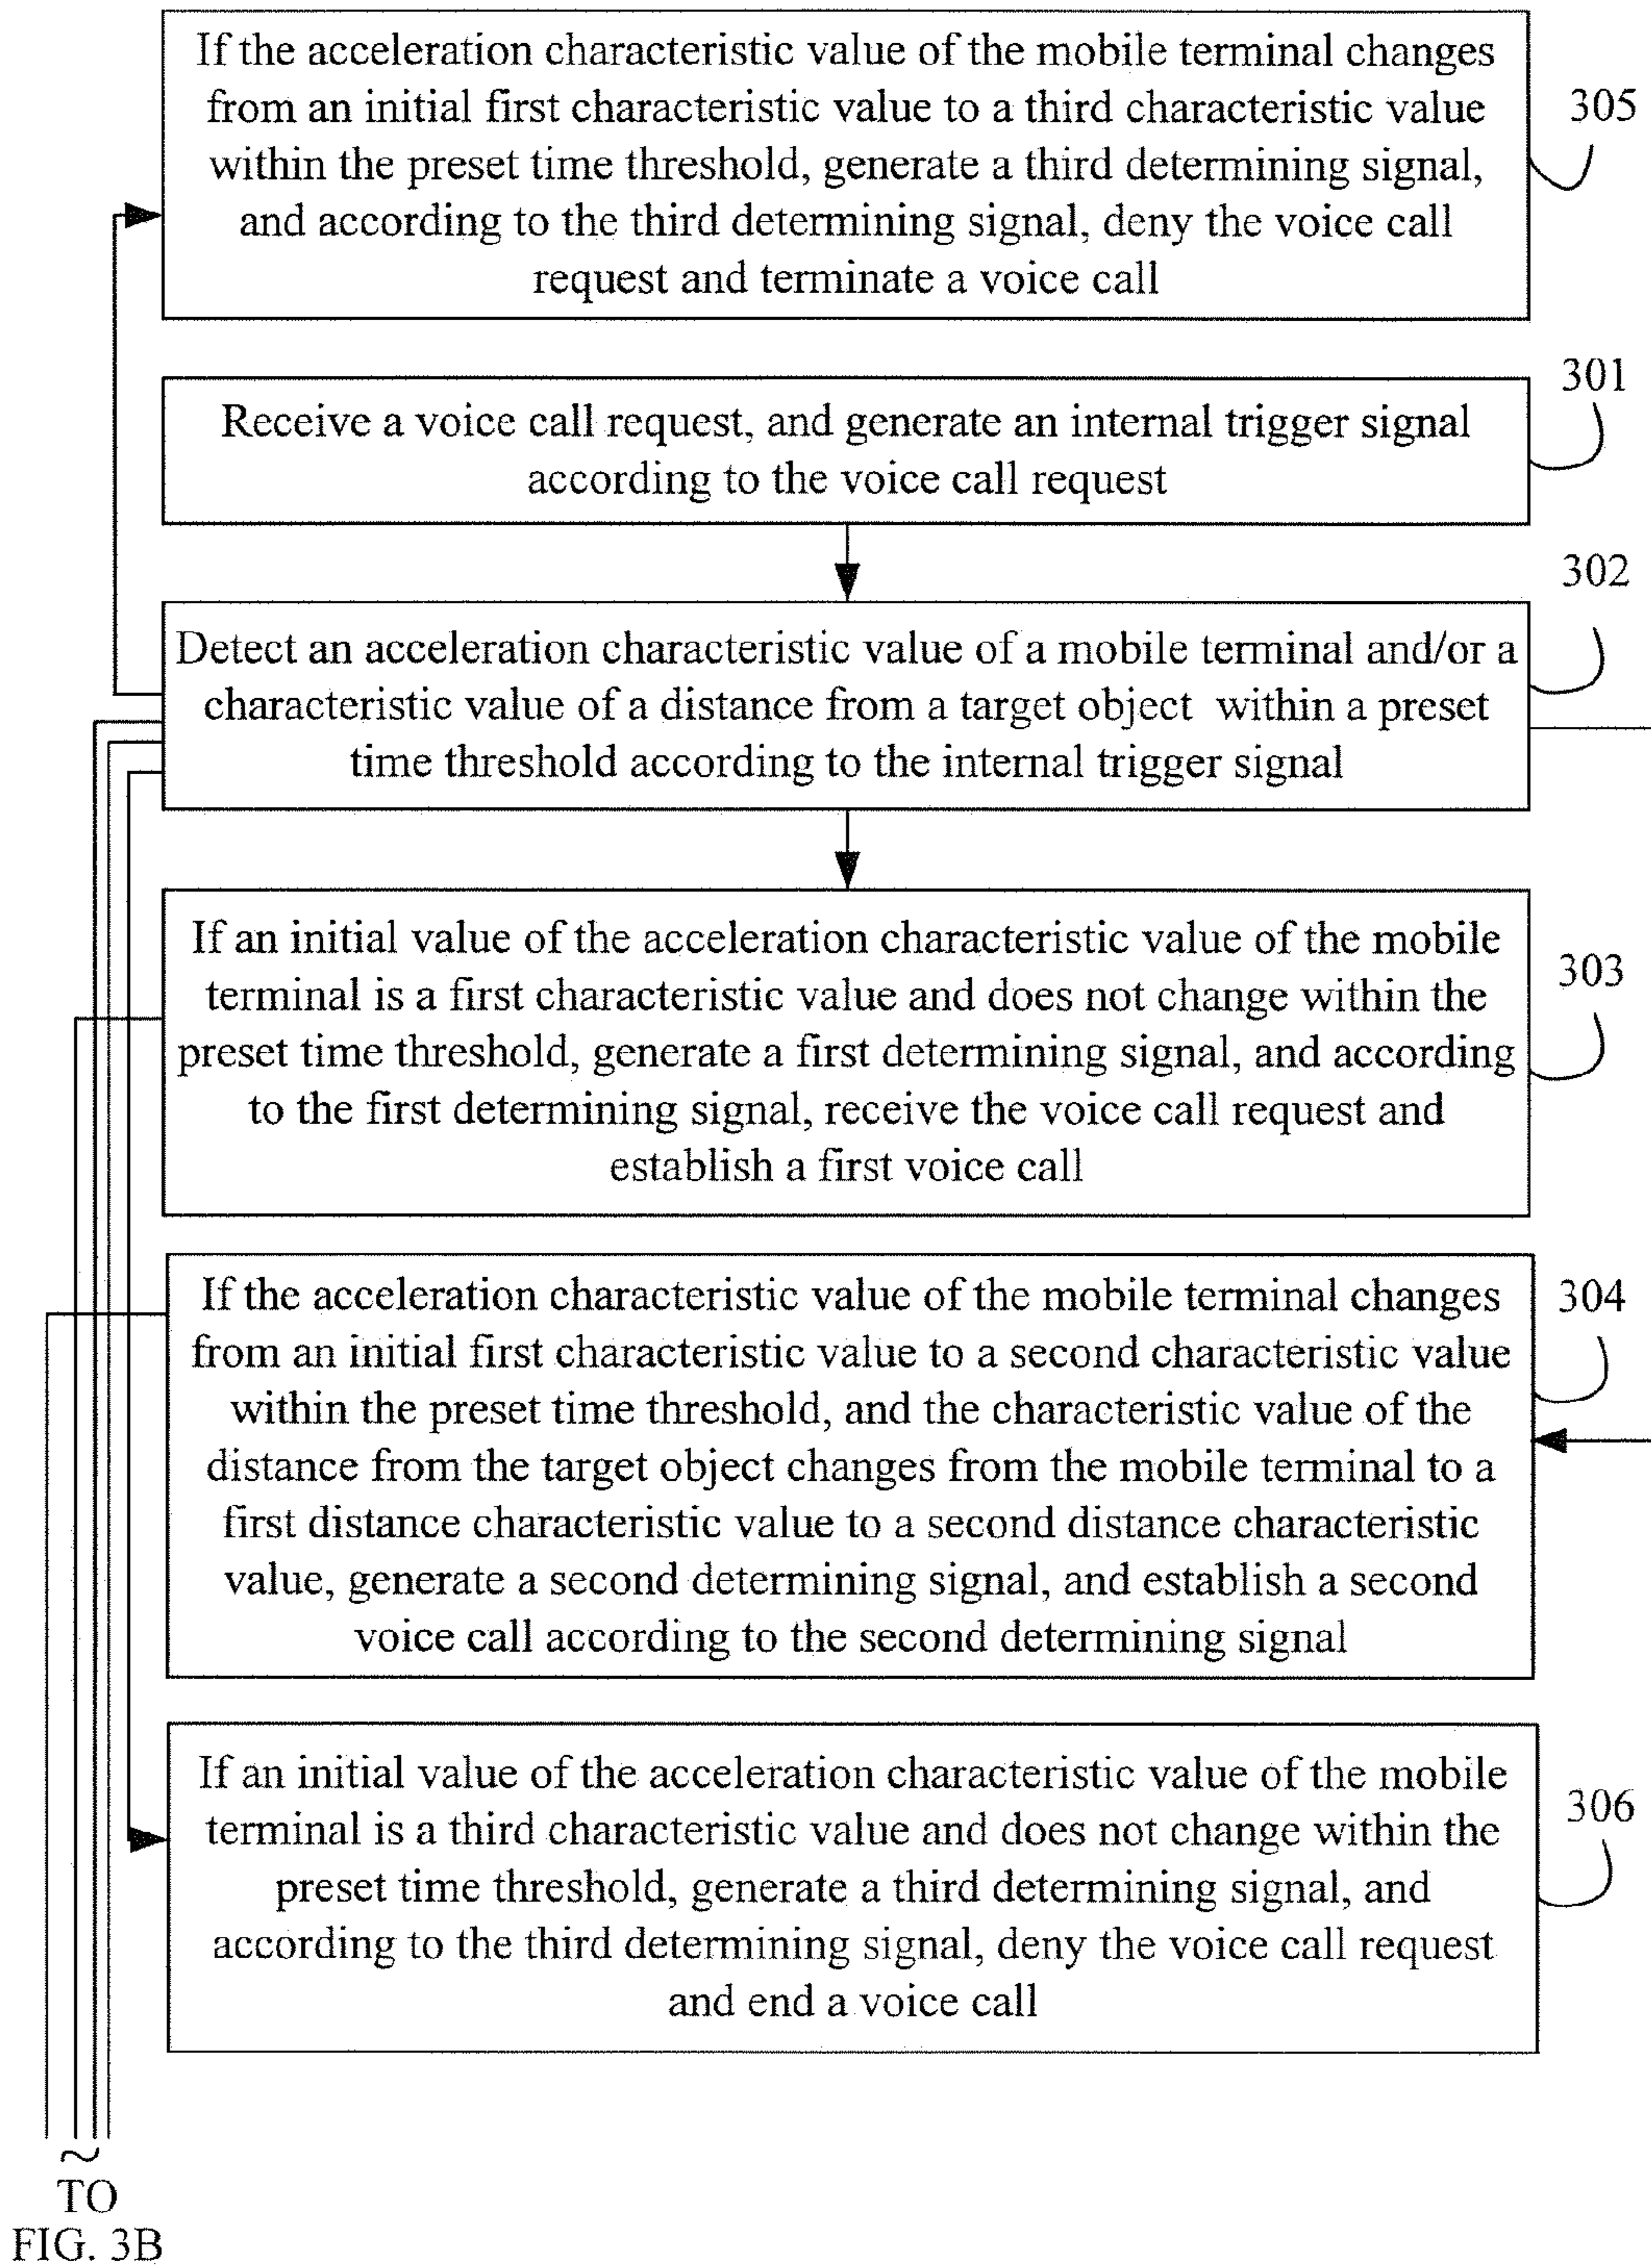 If the acceleration characteristic value of the mobile terminal changes
from an initial first characteristic value to a third characteristic value
within the preset time threshold, generate a third determining signal,
and according to the third determining signal, deny the voice call
request and terminate a voice call
305
Receive a voice call request, and generate an internal trigger signal
according to the voice call request
301
Detect an acceleration characteristic value of a mobile terminal and/or a
characteristic value of a distance from a target object within a preset
time threshold according to the internal trigger signal
302
If an initial value of the acceleration characteristic value of the mobile
terminal is a first characteristic value and does not change within the
preset time threshold, generate a first determining signal, and according
to the first determining signal, receive the voice call request and
establish a first voice call
303
If the acceleration characteristic value of the mobile terminal changes
from an initial first characteristic value to a second characteristic value
within the preset time threshold, and the characteristic value of the
distance from the target object changes from the mobile terminal to a
first distance characteristic value to a second distance characteristic
value, generate a second determining signal, and establish a second
voice call according to the second determining signal
304
If an initial value of the acceleration characteristic value of the mobile
terminal is a third characteristic value and does not change within the
preset time threshold, generate a third determining signal, and
according to the third determining signal, deny the voice call request
and end a voice call
306
~
TO
FIG. 3B